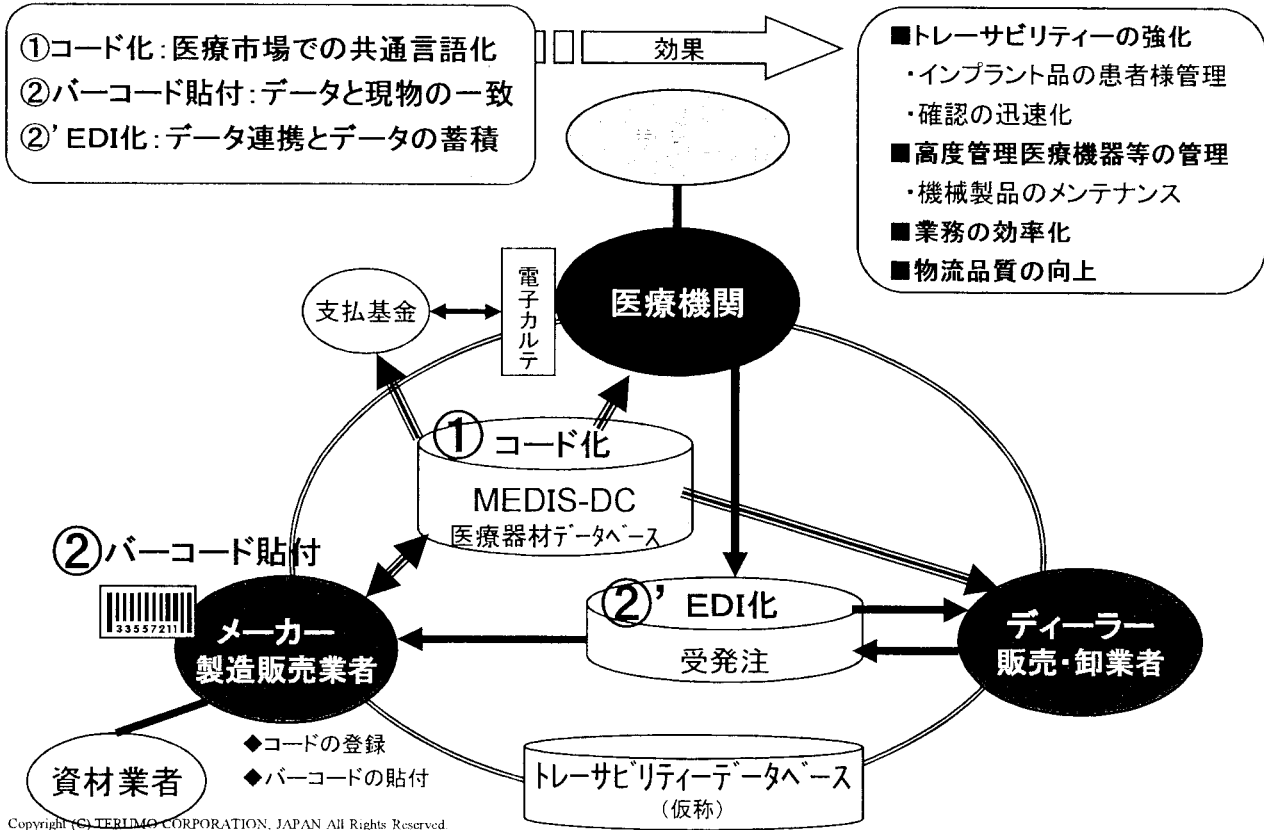 ①コード化:医療市場での共通言語化
②バーコード貼付:データと現物の一致
②’EDI化:データ連携とデータの蓄積
効果
■トレーサビリティーの強化
・インプラント品の患者様管理
・確認の迅速化
■高度管理医療機器等の管理
・機械製品のメンテナンス
■業務の効率化
■物流品質の向上
医療機関
電子カルテ
支払基金
①コード化
MEDIS-DC
医療器材データベース
②バーコード貼付
33557211
メーカー
製造販売業者
②’EDI化
受発注
ディーラー
販売・卸業者
◆コードの登録
◆バーコードの貼付
資材業者
トレーサビリティーデータベース
(仮称)
Copyright (C) TERUMO CORPORATION, JAPAN All Rights Reserved.